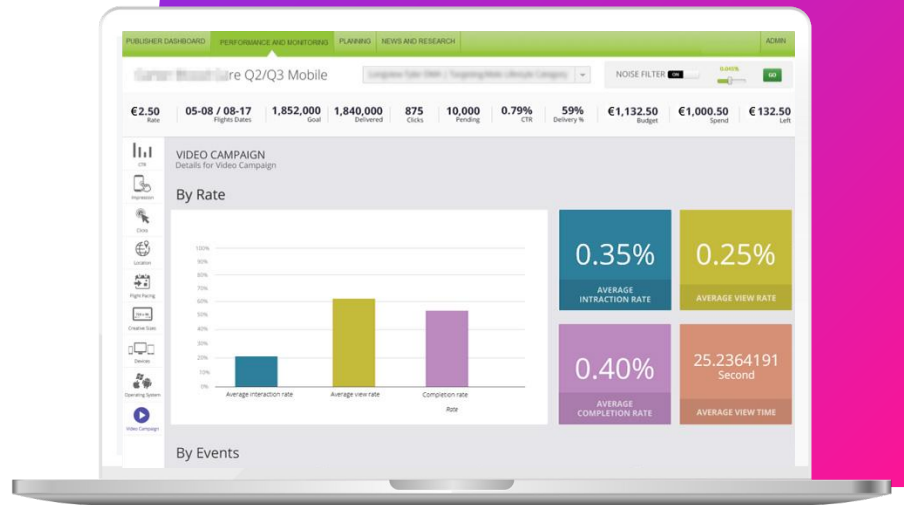 PUBLISHER DASHBOARD PERFORMANCE AND MONITORING PLANNING NEWS AND RESEARCH ADMIN
re Q2/Q3 Mobile NOISE FILTER ON 0.045% GO
€2.50 05-08 / 08-17 1,852,000 1,840,000 875 10,000 0.79% 59% €1,132.50 €1,000.50 € 132.50
Rate Flights Dates Goal Delivered Clicks Pending CTR Delivery % Budget Spend Left
CTR
Impression
Clicks
Location
Flight Pacing
Creative Sizes
Devices
Operating System
Video Campaign
VIDEO CAMPAIGN
Details for Video Campaign
By Rate
100%
90%
80%
70%
60%
50%
40%
30%
20%
10%
0%
Average interaction rate Average view rate Completion rate
Rate
0.35%
AVERAGE
INTRACTION RATE
0.25%
AVERAGE VIEW RATE
0.40%
AVERAGE
COMPLETION RATE
25.2364191
Second
AVERAGE VIEW TIME
By Events